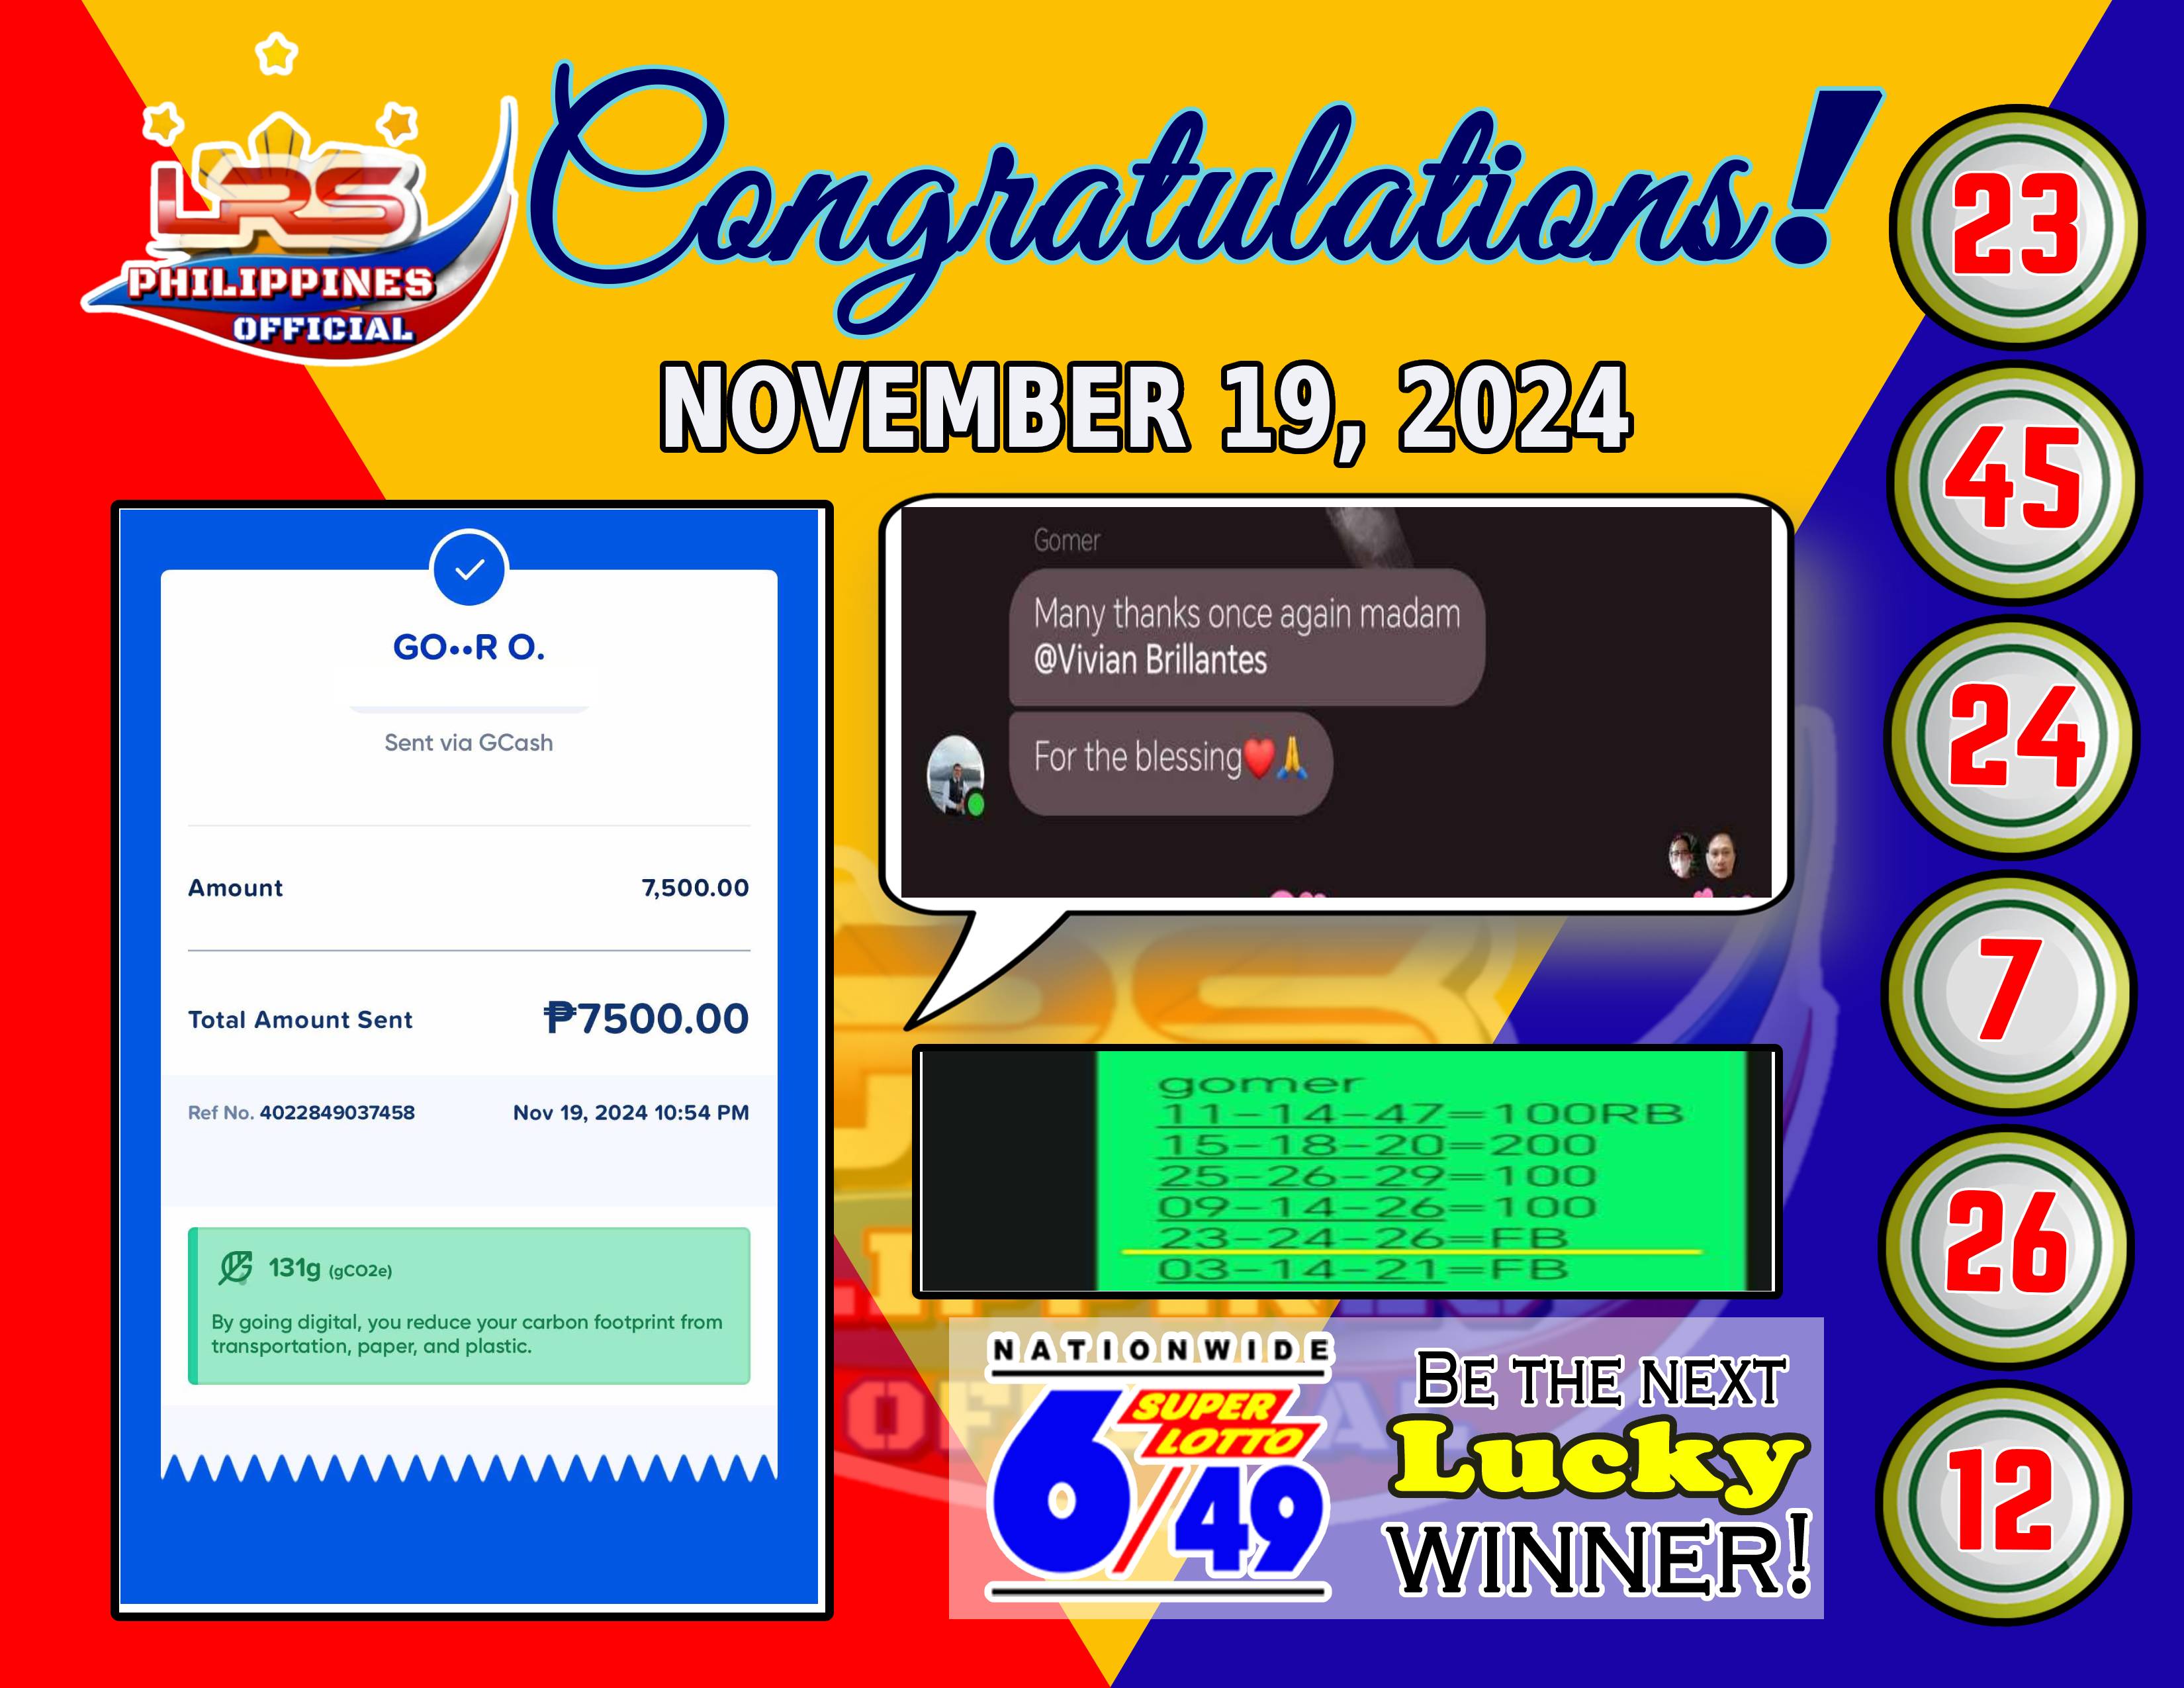 LRS
PHILIPPINES
OFFICIAL
Congratulations!
NOVEMBER 19, 2024
GO••R O.
Sent via GCash
Amount 7,500.00
Total Amount Sent ₱7500.00
Ref No. 4022849037458 Nov 19, 2024 10:54 PM
131g (gCO2e)
By going digital, you reduce your carbon footprint from
transportation, paper, and plastic.
Gomer
Many thanks once again madam
@Vivian Brillantes
For the blessing❤️🙏
gomer
11-14-47=100RB
15-18-20=200
25-26-29=100
09-14-26=100
23-24-26=FB
03-14-21=FB
NATIONWIDE
SUPER
LOTTO
6/49
BE THE NEXT
Lucky
WINNER!
23
45
24
7
26
12